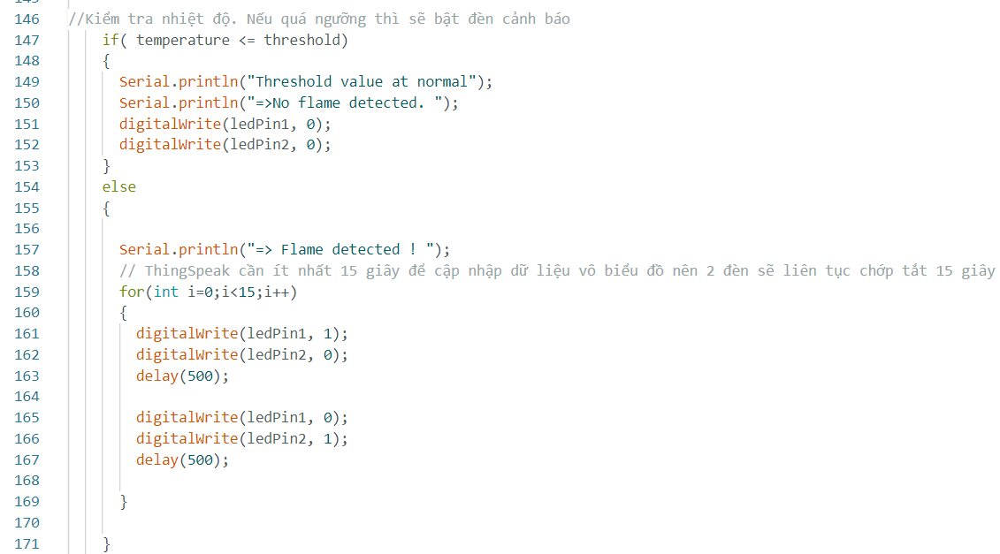 146 //Kiểm tra nhiệt độ. Nếu quá ngưỡng thì sẽ bật đèn cảnh báo
147 if( temperature <= threshold)
148 {
149 Serial.println("Threshold value at normal");
150 Serial.println("=>No flame detected. ");
151 digitalWrite(ledPin1, 0);
152 digitalWrite(ledPin2, 0);
153 }
154 else
155 {
156
157 Serial.println("=> Flame detected ! ");
158 // ThingSpeak cần ít nhất 15 giây để cập nhập dữ liệu vô biểu đồ nên 2 đèn sẽ liên tục chớp tắt 15 giây
159 for(int i=0;i<15;i++)
160 {
161 digitalWrite(ledPin1, 1);
162 digitalWrite(ledPin2, 0);
163 delay(500);
164
165 digitalWrite(ledPin1, 0);
166 digitalWrite(ledPin2, 1);
167 delay(500);
168
169 }
170
171 }